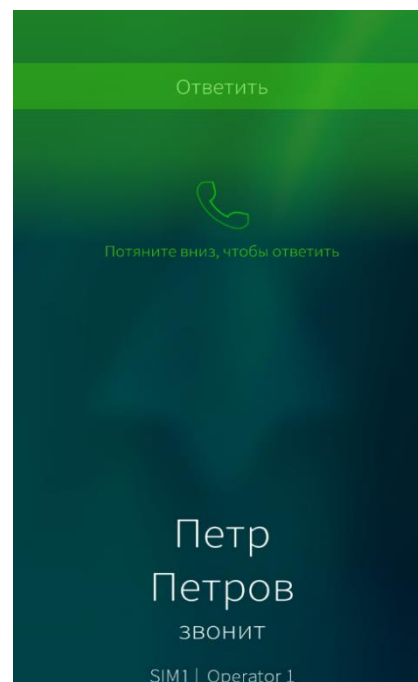 Ответить
Потяните вниз, чтобы ответить
Петр
Петров
звонит
SIM1 | Operator 1